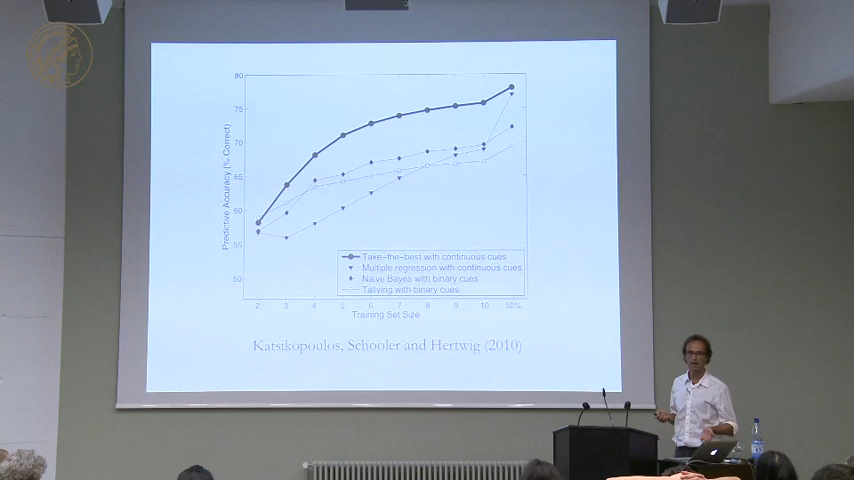 80
75
70
65
60
55
50
Predictive Accuracy (% Correct)
Take-the-best with continuous cues
Multiple regression with continuous cues
Naive Bayes with binary cues
Tallying with binary cues
2 3 4 5 6 7 8 9 10 50%
Training Set Size
Katsikopoulos, Schooler and Hertwig (2010)